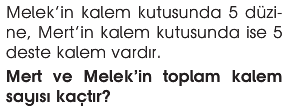 Melek'in kalem kutusunda 5 düzi-
ne, Mert'in kalem kutusunda ise 5
deste kalem vardır.
Mert ve Melek'in toplam kalem
sayısı kaçtır?